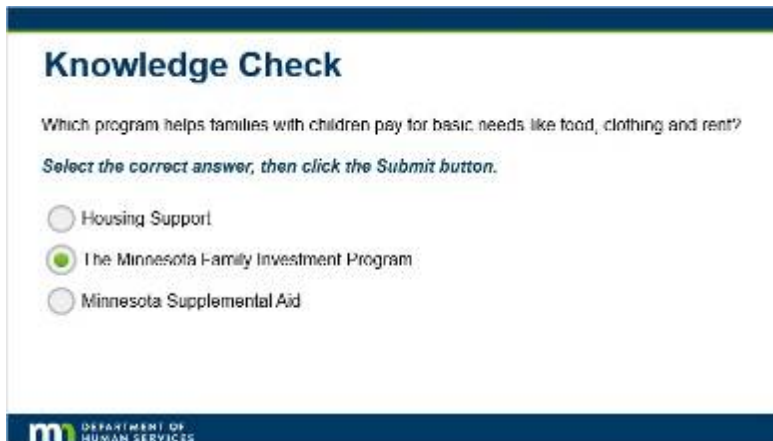 Knowledge Check
Which program helps families with children pay for basic needs like food, clothing and rent?
Select the correct answer, then click the Submit button.
Housing Support
The Minnesota Family Investment Program
Minnesota Supplemental Aid
mn DEPARTMENT OF
HUMAN SERVICES